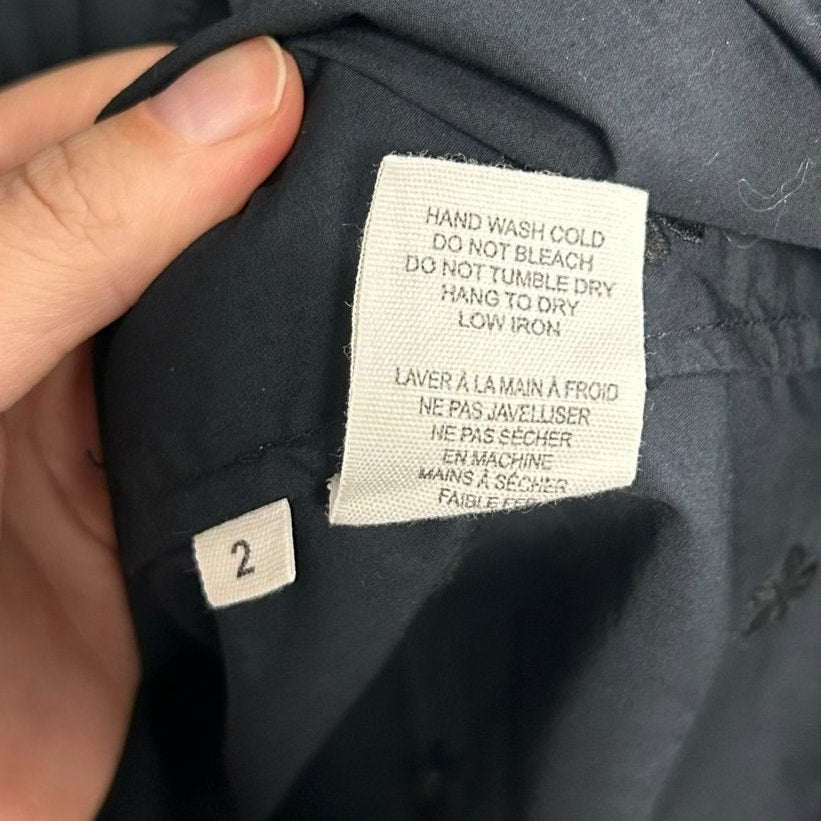 HAND WASH COLD
DO NOT BLEACH
DO NOT TUMBLE DRY
HANG TO DRY
LOW IRON
LAVER À LA MAIN À FROID
NE PAS JAVELLISER
NE PAS SÉCHER
EN MACHINE
MAINS À SÉCHER
FAIBLE
2